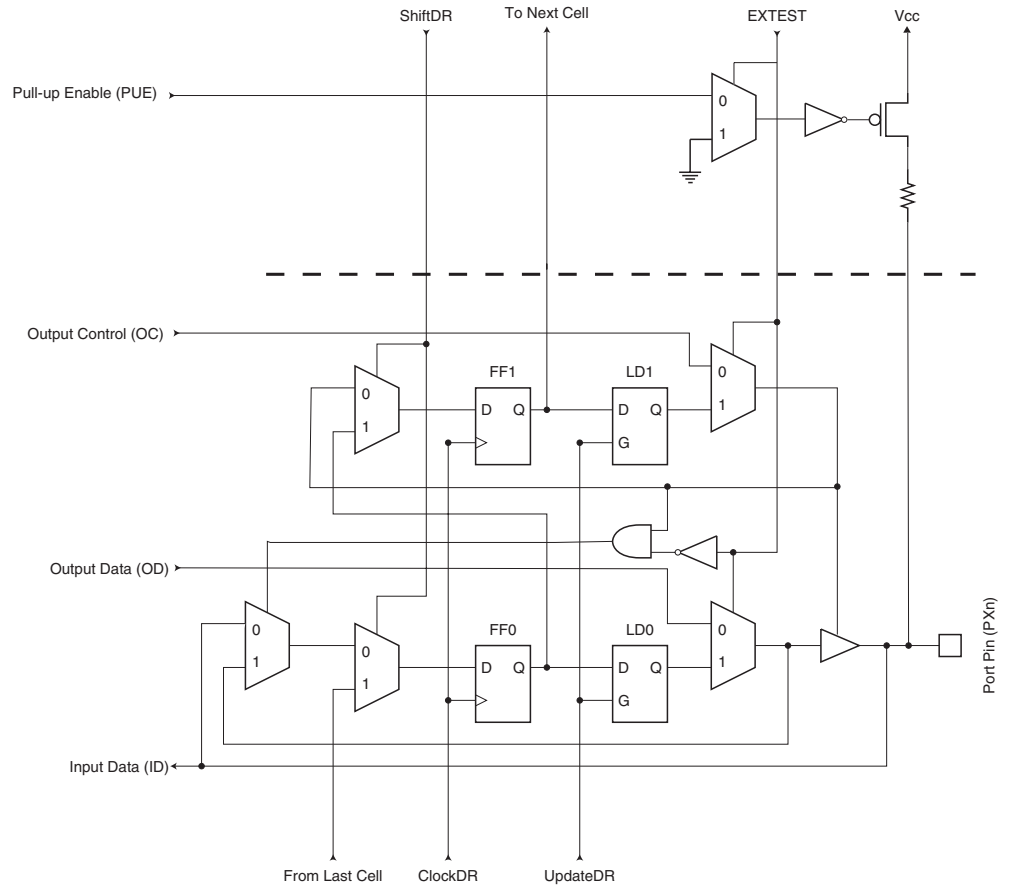 ShiftDR
To Next Cell
EXTEST
Vcc
Pull-up Enable (PUE)
0
1
Output Control (OC)
FF1
LD1
0
1
D Q
D Q
G
0
1
Output Data (OD)
FF0
LD0
0
1
0
1
D Q
D Q
G
0
1
Port Pin (PXn)
Input Data (ID)
From Last Cell
ClockDR
UpdateDR